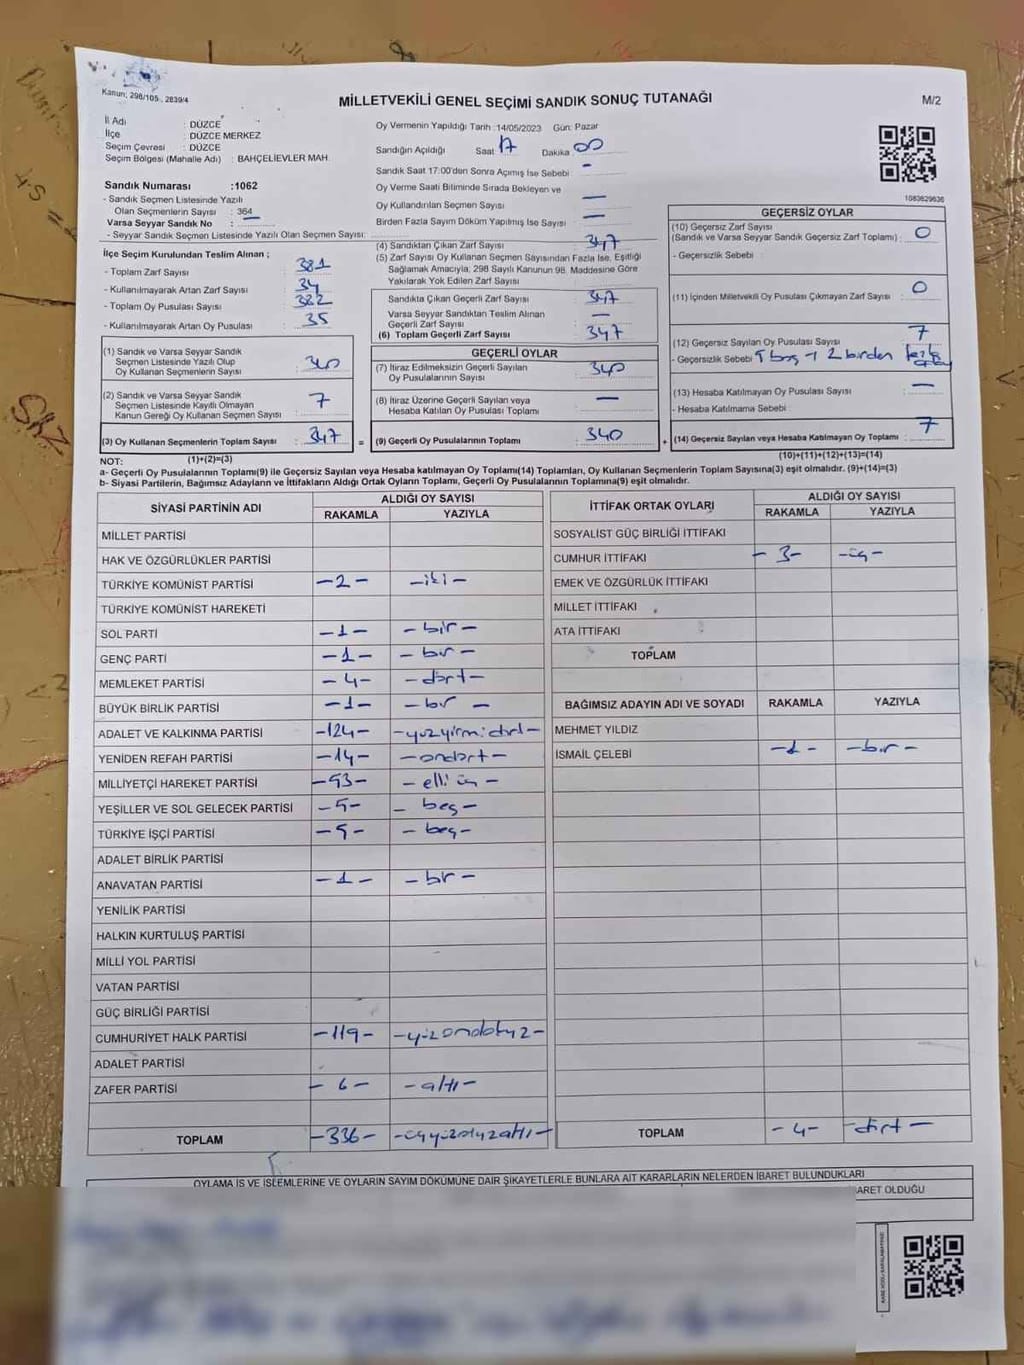 Kanun; 298/105 , 2839/4
MİLLETVEKİLİ GENEL SEÇİMİ SANDIK SONUÇ TUTANAĞI
M/2
İl Adı : DÜZCE
İlçe : DÜZCE MERKEZ
Seçim Çevresi : DÜZCE
Seçim Bölgesi (Mahalle Adı) : BAHÇELİEVLER MAH.
Oy Vermenin Yapıldığı Tarih :14/05/2023 Gün: Pazar
Sandığın Açıldığı Saat 17 Dakika 00
Sandık Saat 17:00'den Sonra Açımış İse Sebebi -
Oy Verme Saati Bitiminde Sırada Bekleyen ve
Oy Kullandırılan Seçmen Sayısı -
Birden Fazla Sayım Döküm Yapılmış İse Sayısı -
Sandık Numarası :1062
- Sandık Seçmen Listesinde Yazılı
Olan Seçmenlerin Sayısı : 364
Varsa Seyyar Sandık No : -
- Seyyar Sandık Seçmen Listesinde Yazılı Olan Seçmen Sayısı:
1083629636
İlçe Seçim Kurulundan Teslim Alınan ;
- Toplam Zarf Sayısı : 381
- Kullanılmayarak Artan Zarf Sayısı : 34
- Toplam Oy Pusulası Sayısı : 382
- Kullanılmayarak Artan Oy Pusulası : 35
(4) Sandıktan Çıkan Zarf Sayısı : 347
(5) Zarf Sayısı Oy Kullanan Seçmen Sayısından Fazla İse, Eşitliği
Sağlamak Amacıyla; 298 Sayılı Kanunun 98. Maddesine Göre
Yakılarak Yok Edilen Zarf Sayısı :
Sandıkta Çıkan Geçerli Zarf Sayısı : 347
Varsa Seyyar Sandıktan Teslim Alınan
Geçerli Zarf Sayısı : -
(6) Toplam Geçerli Zarf Sayısı : 347
GEÇERSİZ OYLAR
(10) Geçersiz Zarf Sayısı
(Sandık ve Varsa Seyyar Sandık Geçersiz Zarf Toplamı) : 0
- Geçersizlik Sebebi :
(11) İçinden Milletvekili Oy Pusulası Çıkmayan Zarf Sayısı : 0
(12) Geçersiz Sayılan Oy Pusulası Sayısı : 7
- Geçersizlik Sebebi : 5 boş - 2 birden fazla
(13) Hesaba Katılmayan Oy Pusulası Sayısı : -
- Hesaba Katılmama Sebebi :
(14) Geçersiz Sayılan veya Hesaba Katılmayan Oy Toplamı : 7
(10)+(11)+(12)+(13)=(14)
(1) Sandık ve Varsa Seyyar Sandık
Seçmen Listesinde Yazılı Olup
Oy Kullanan Seçmenlerin Sayısı : 340
(2) Sandık ve Varsa Seyyar Sandık
Seçmen Listesinde Kayıtlı Olmayan
Kanun Gereği Oy Kullanan Seçmen Sayısı : 7
(3) Oy Kullanan Seçmenlerin Toplam Sayısı : 347 =
(1)+(2)=(3)
GEÇERLİ OYLAR
(7) İtiraz Edilmeksizin Geçerli Sayılan
Oy Pusulalarının Sayısı : 340
(8) İtiraz Üzerine Geçerli Sayılan veya
Hesaba Katılan Oy Pusulası Toplamı : -
(9) Geçerli Oy Pusulalarının Toplamı : 340 +
NOT:
a- Geçerli Oy Pusulalarının Toplamı(9) ile Geçersiz Sayılan veya Hesaba katılmayan Oy Toplamı(14) Toplamları, Oy Kullanan Seçmenlerin Toplam Sayısına(3) eşit olmalıdır. (9)+(14)=(3)
b- Siyasi Partilerin, Bağımsız Adayların ve İttifakların Aldığı Ortak Oyların Toplamı, Geçerli Oy Pusulalarının Toplamına(9) eşit olmalıdır.
SİYASİ PARTİNİN ADI ALDIĞI OY SAYISI
RAKAMLA YAZIYLA
MİLLET PARTİSİ
HAK VE ÖZGÜRLÜKLER PARTİSİ
TÜRKİYE KOMÜNİST PARTİSİ -2- -iki-
TÜRKİYE KOMÜNİST HAREKETİ
SOL PARTİ -1- -bir-
GENÇ PARTİ -1- -bir-
MEMLEKET PARTİSİ -4- -dört-
BÜYÜK BİRLİK PARTİSİ -1- -bir-
ADALET VE KALKINMA PARTİSİ -124- -yüzyirmidört-
YENİDEN REFAH PARTİSİ -14- -ondört-
MİLLİYETÇİ HAREKET PARTİSİ -53- -elli üç-
YEŞİLLER VE SOL GELECEK PARTİSİ -5- -beş-
TÜRKİYE İŞÇİ PARTİSİ -5- -beş-
ADALET BİRLİK PARTİSİ
ANAVATAN PARTİSİ -1- -bir-
YENİLİK PARTİSİ
HALKIN KURTULUŞ PARTİSİ
MİLLİ YOL PARTİSİ
VATAN PARTİSİ
GÜÇ BİRLİĞİ PARTİSİ
CUMHURİYET HALK PARTİSİ -119- -yüzondokuz-
ADALET PARTİSİ
ZAFER PARTİSİ -6- -altı-
TOPLAM -336- -üçyüzotuzaltı-
İTTİFAK ORTAK OYLARI ALDIĞI OY SAYISI
RAKAMLA YAZIYLA
SOSYALİST GÜÇ BİRLİĞİ İTTİFAKI
CUMHUR İTTİFAKI -3- -üç-
EMEK VE ÖZGÜRLÜK İTTİFAKI
MİLLET İTTİFAKI
ATA İTTİFAKI
TOPLAM
BAĞIMSIZ ADAYIN ADI VE SOYADI RAKAMLA YAZIYLA
MEHMET YILDIZ
İSMAİL ÇELEBİ -1- -bir-
TOPLAM -4- -dört-
OYLAMA İŞ VE İŞLEMLERİNE VE OYLARIN SAYIM DÖKÜMÜNE DAİR ŞİKAYETLERLE BUNLARA AİT KARARLARIN NELERDEN İBARET BULUNDUKLARI
ARET OLDUĞU